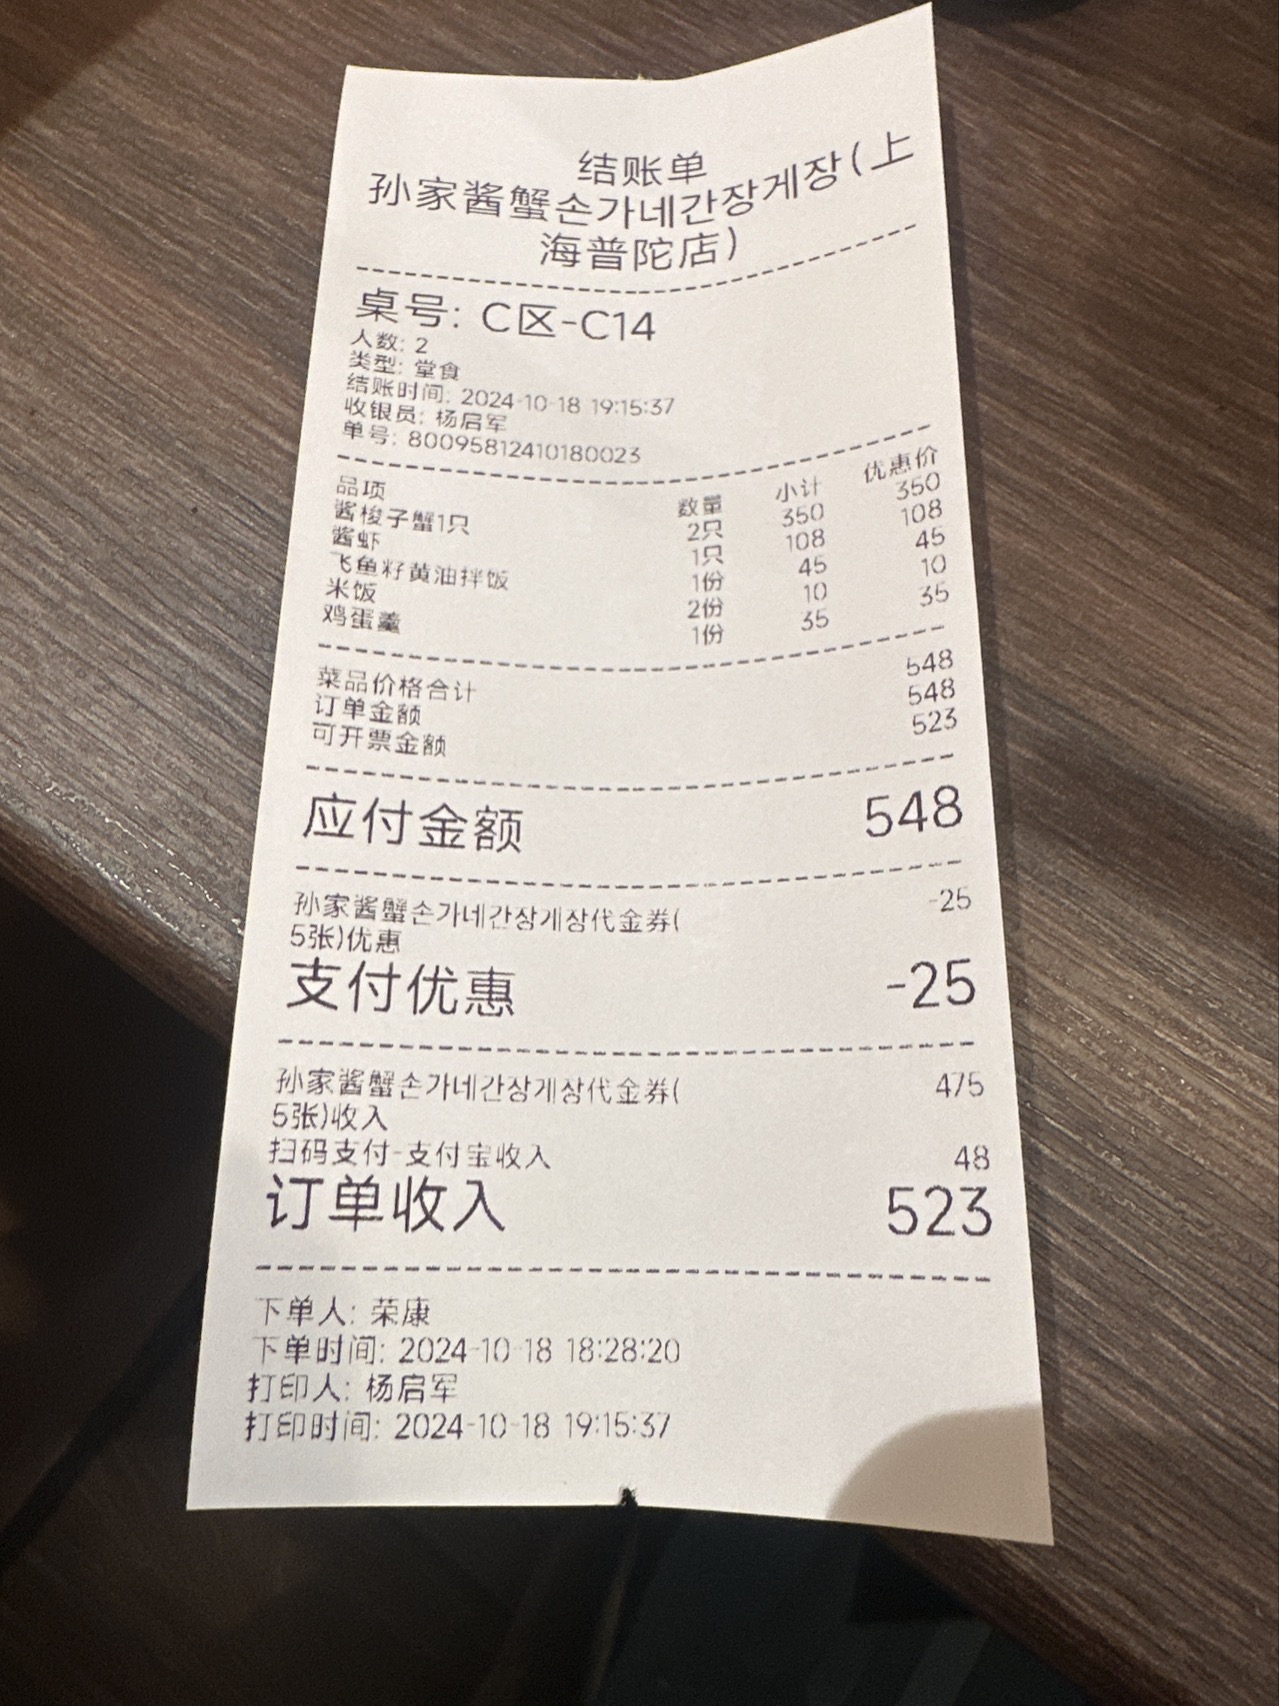 结账单
孙家酱蟹손가네간장게장(上
海普陀店)
桌号: C区-C14
人数: 2
类型: 堂食
结账时间: 2024-10-18 19:15:37
收银员: 杨启军
单号: 80095812410180023
品项 数量 小计 优惠价
酱梭子蟹1只 2只 350 350
酱虾 1只 108 108
飞鱼籽黄油拌饭 1份 45 45
米饭 2份 10 10
鸡蛋羹 1份 35 35
菜品价格合计 548
订单金额 548
可开票金额 523
应付金额 548
孙家酱蟹손가네간장게장代金券( -25
5张)优惠
支付优惠 -25
孙家酱蟹손가네간장게장代金券( 475
5张)收入
扫码支付-支付宝收入 48
订单收入 523
下单人: 荣康
下单时间: 2024-10-18 18:28:20
打印人: 杨启军
打印时间: 2024-10-18 19:15:37